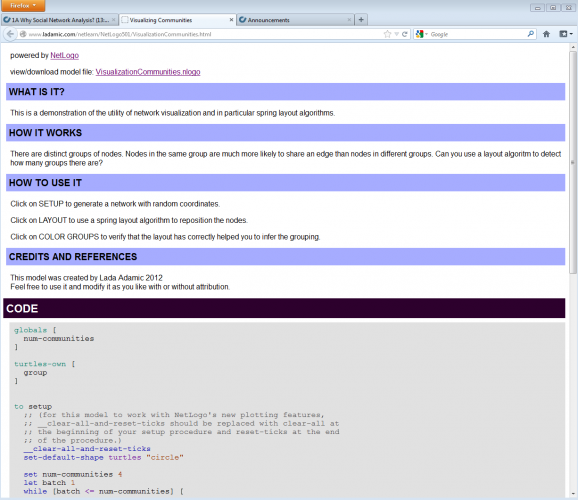 Firefox
1A Why Social Network Analysis? (13:...
Visualizing Communities
Announcements
www.ladamic.com/netlearn/NetLogo501/VisualizationCommunities.html
Google
powered by NetLogo
view/download model file: VisualizationCommunities.nlogo
WHAT IS IT?
This is a demonstration of the utility of network visualization and in particular spring layout algorithms.
HOW IT WORKS
There are distinct groups of nodes. Nodes in the same group are much more likely to share an edge than nodes in different groups. Can you use a layout algoritm to detect
how many groups there are?
HOW TO USE IT
Click on SETUP to generate a network with random coordinates.
Click on LAYOUT to use a spring layout algorithm to reposition the nodes.
Click on COLOR GROUPS to verify that the layout has correctly helped you to infer the grouping.
CREDITS AND REFERENCES
This model was created by Lada Adamic 2012
Feel free to use it and modify it as you like with or without attribution.
CODE
globals [
num-communities
]
turtles-own [
group
]
to setup
;; (for this model to work with NetLogo's new plotting features,
;; __clear-all-and-reset-ticks should be replaced with clear-all at
;; the beginning of your setup procedure and reset-ticks at the end
;; of the procedure.)
__clear-all-and-reset-ticks
set-default-shape turtles "circle"
set num-communities 4
let batch 1
while [batch <= num-communities] [